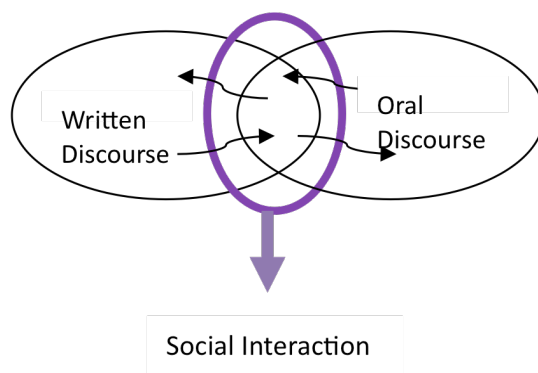 Written
Discourse
Oral
Discourse
Social Interaction